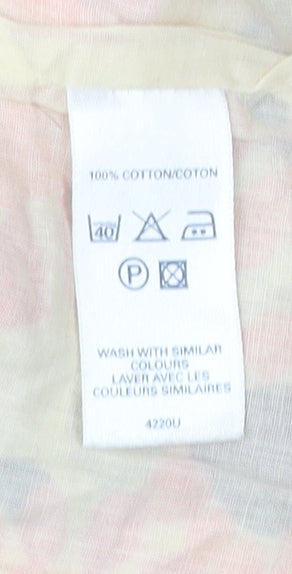 100% COTTON/COTON
40
P
WASH WITH SIMILAR
COLOURS
LAVER AVEC LES
COULEURS SIMILAIRES
4220U